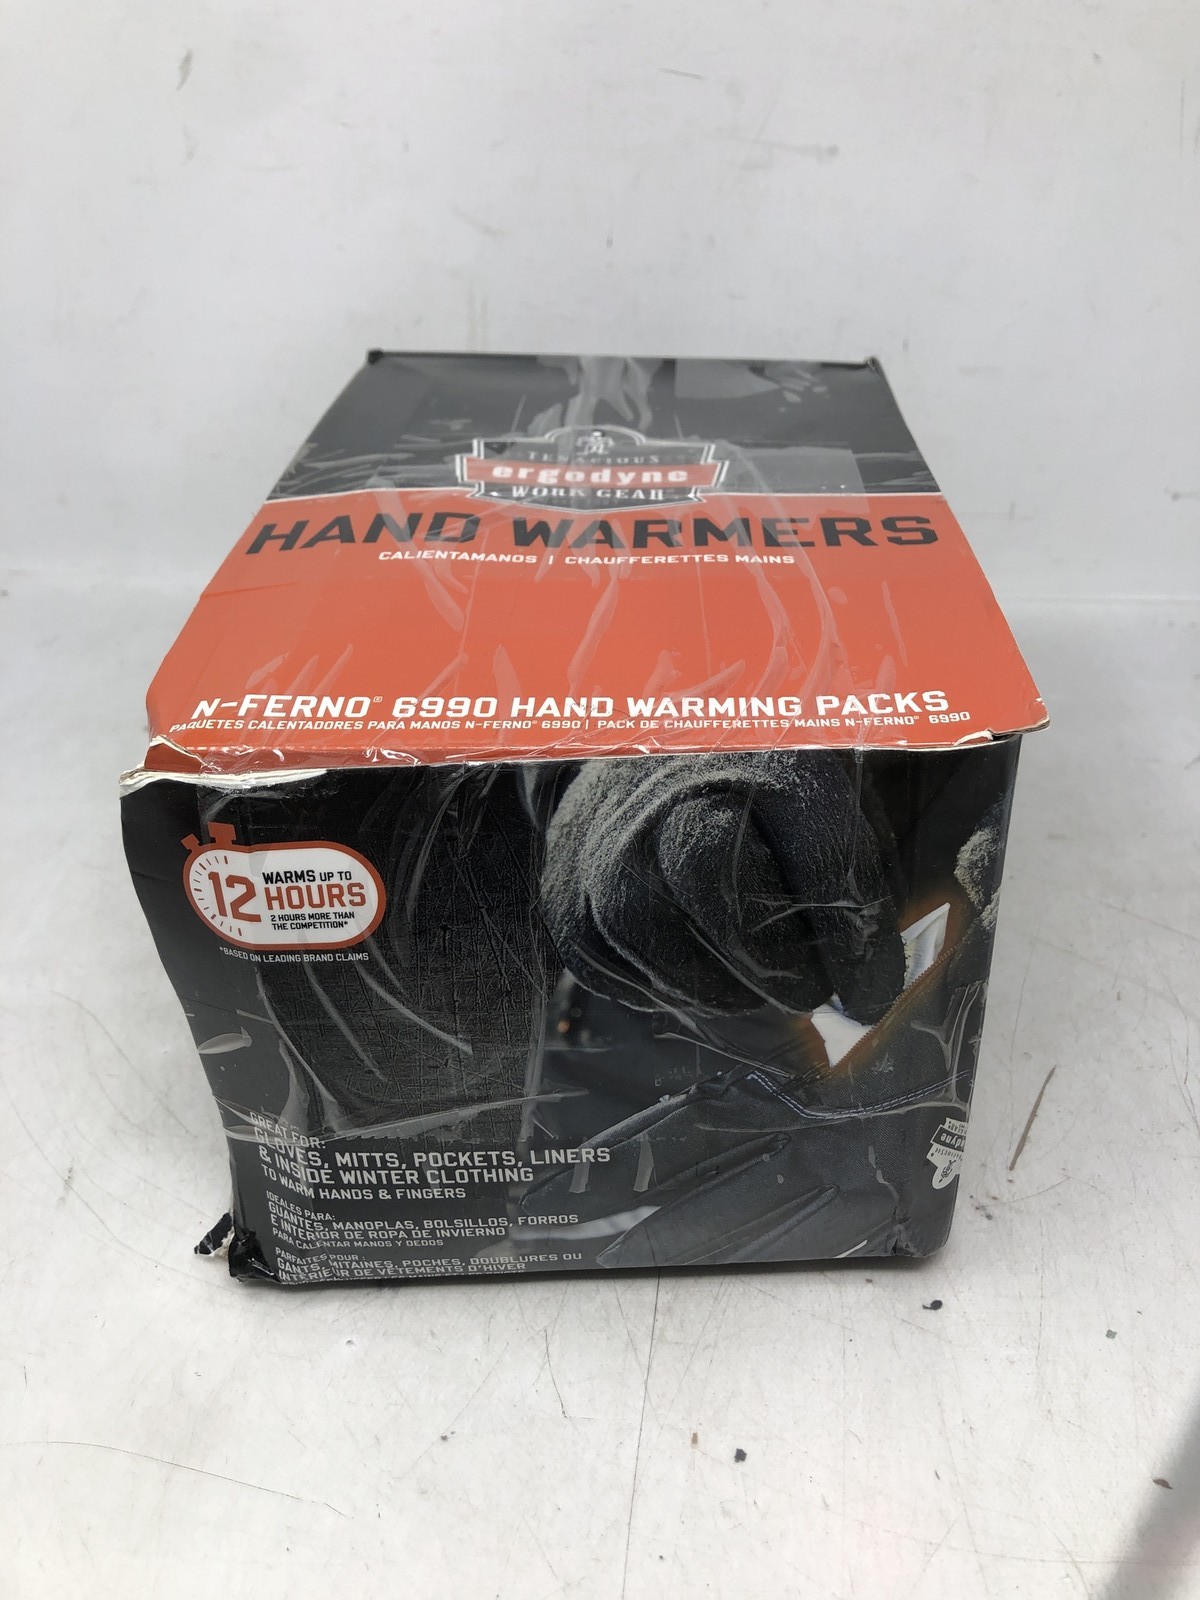 TENACIOUS
ergodyne
WORK GEAR
HAND WARMERS
CALIENTAMANOS | CHAUFFERETTES MAINS
N-FERNO® 6990 HAND WARMING PACKS
PAQUETES CALENTADORES PARA MANOS N-FERNO® 6990 | PACK DE CHAUFFERETTES MAINS N-FERNO® 6990
12
WARMS UP TO
HOURS
2 HOURS MORE THAN
THE COMPETITION*
*BASED ON LEADING BRAND CLAIMS
GREAT FOR:
GLOVES, MITTS, POCKETS, LINERS
& INSIDE WINTER CLOTHING
TO WARM HANDS & FINGERS
IDEALES PARA:
GUANTES, MANOPLAS, BOLSILLOS, FORROS
E INTERIOR DE ROPA DE INVIERNO
PARA CALENTAR MANOS Y DEDOS
PARFAITES POUR :
GANTS, MITAINES, POCHES, DOUBLURES OU
INTÉRIEUR DE VÊTEMENTS D'HIVER